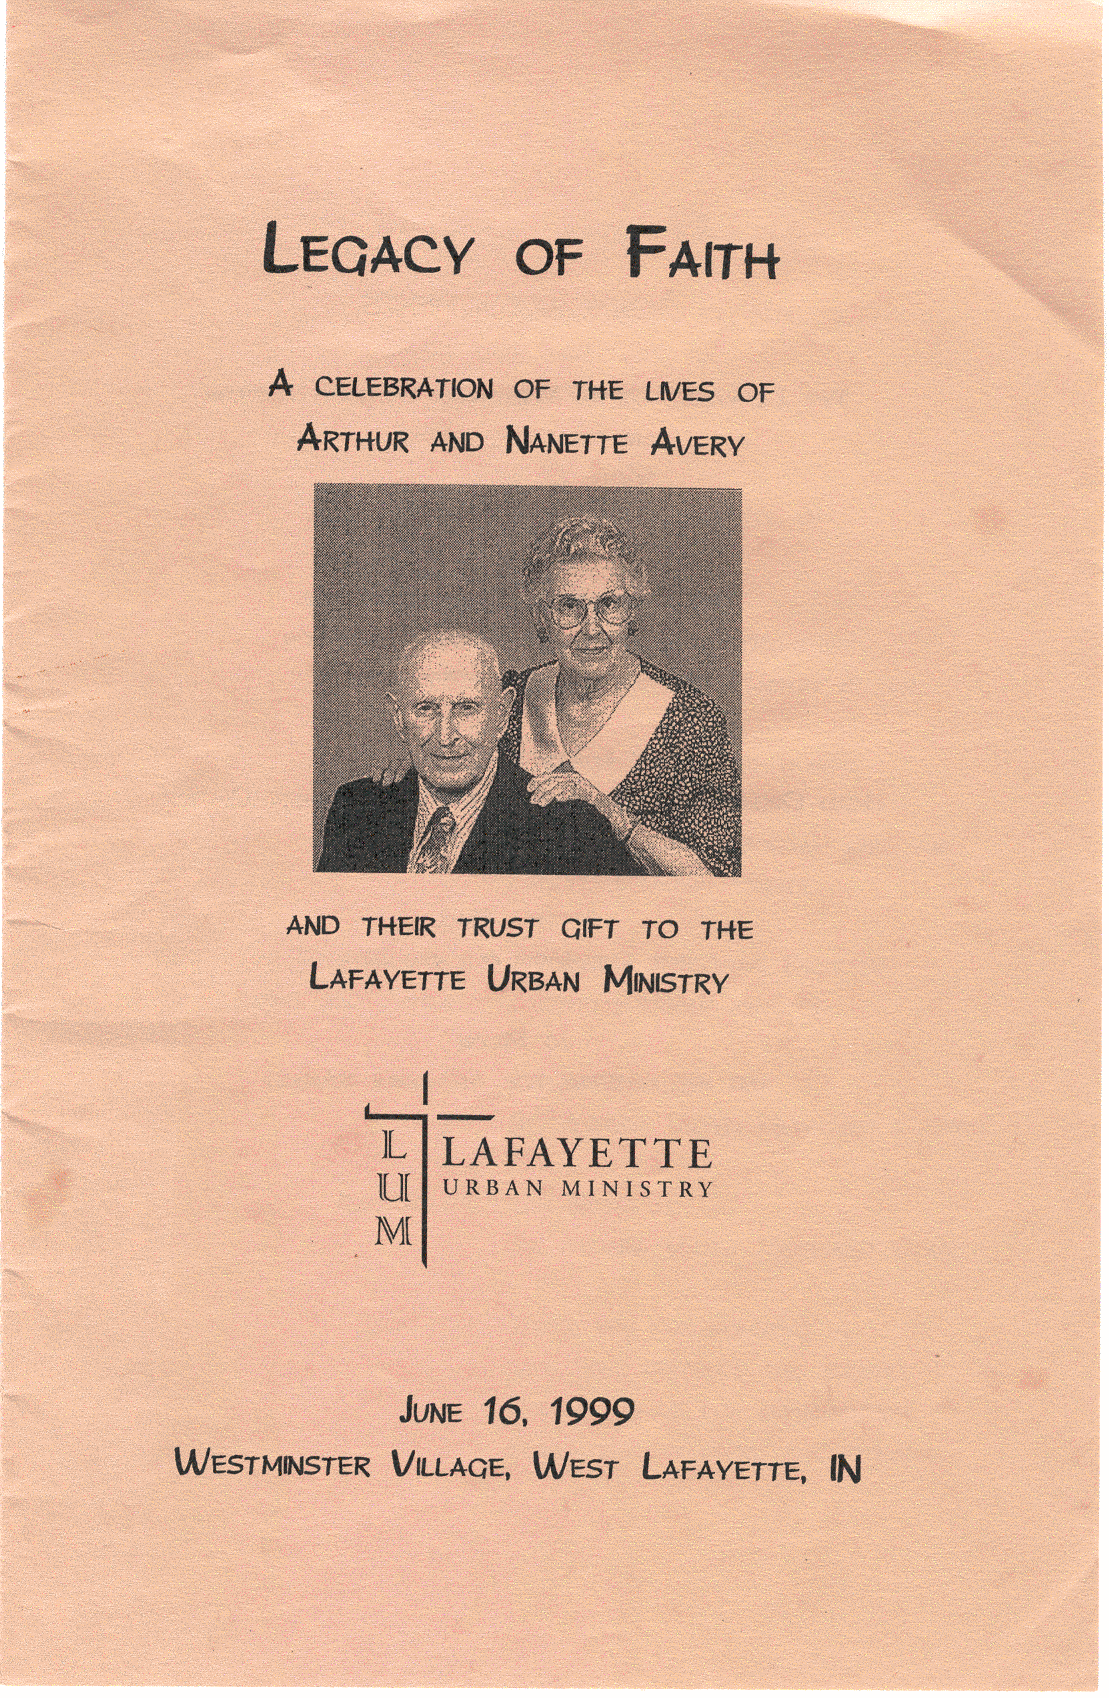 Legacy of Faith
A celebration of the lives of
Arthur and Nanette Avery
and their trust gift to the
Lafayette Urban Ministry
L
U
M
LAFAYETTE
URBAN MINISTRY
June 16, 1999
Westminster Village, West Lafayette, IN